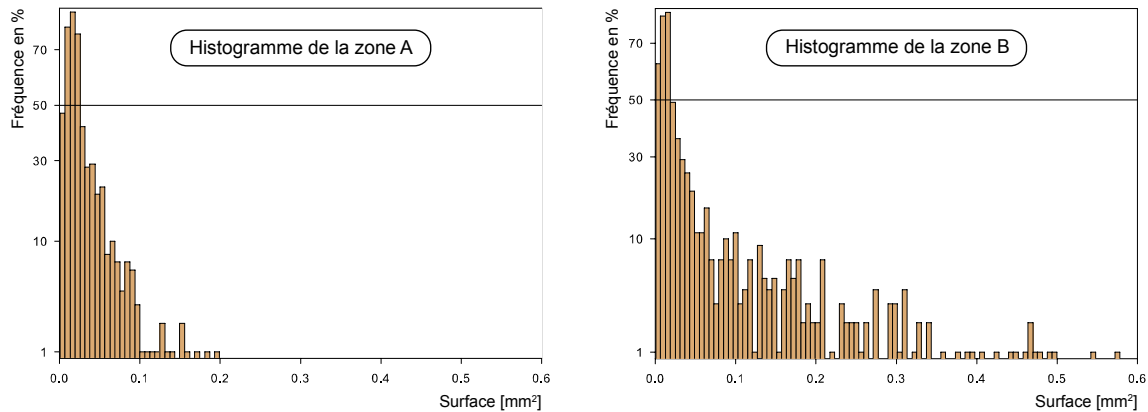 Fréquence en %
Histogramme de la zone A
70
50
30
10
1
0.0 0.1 0.2 0.3 0.4 0.5 0.6
Surface [mm²]
Fréquence en %
Histogramme de la zone B
70
50
30
10
1
0.0 0.1 0.2 0.3 0.4 0.5 0.6
Surface [mm²]